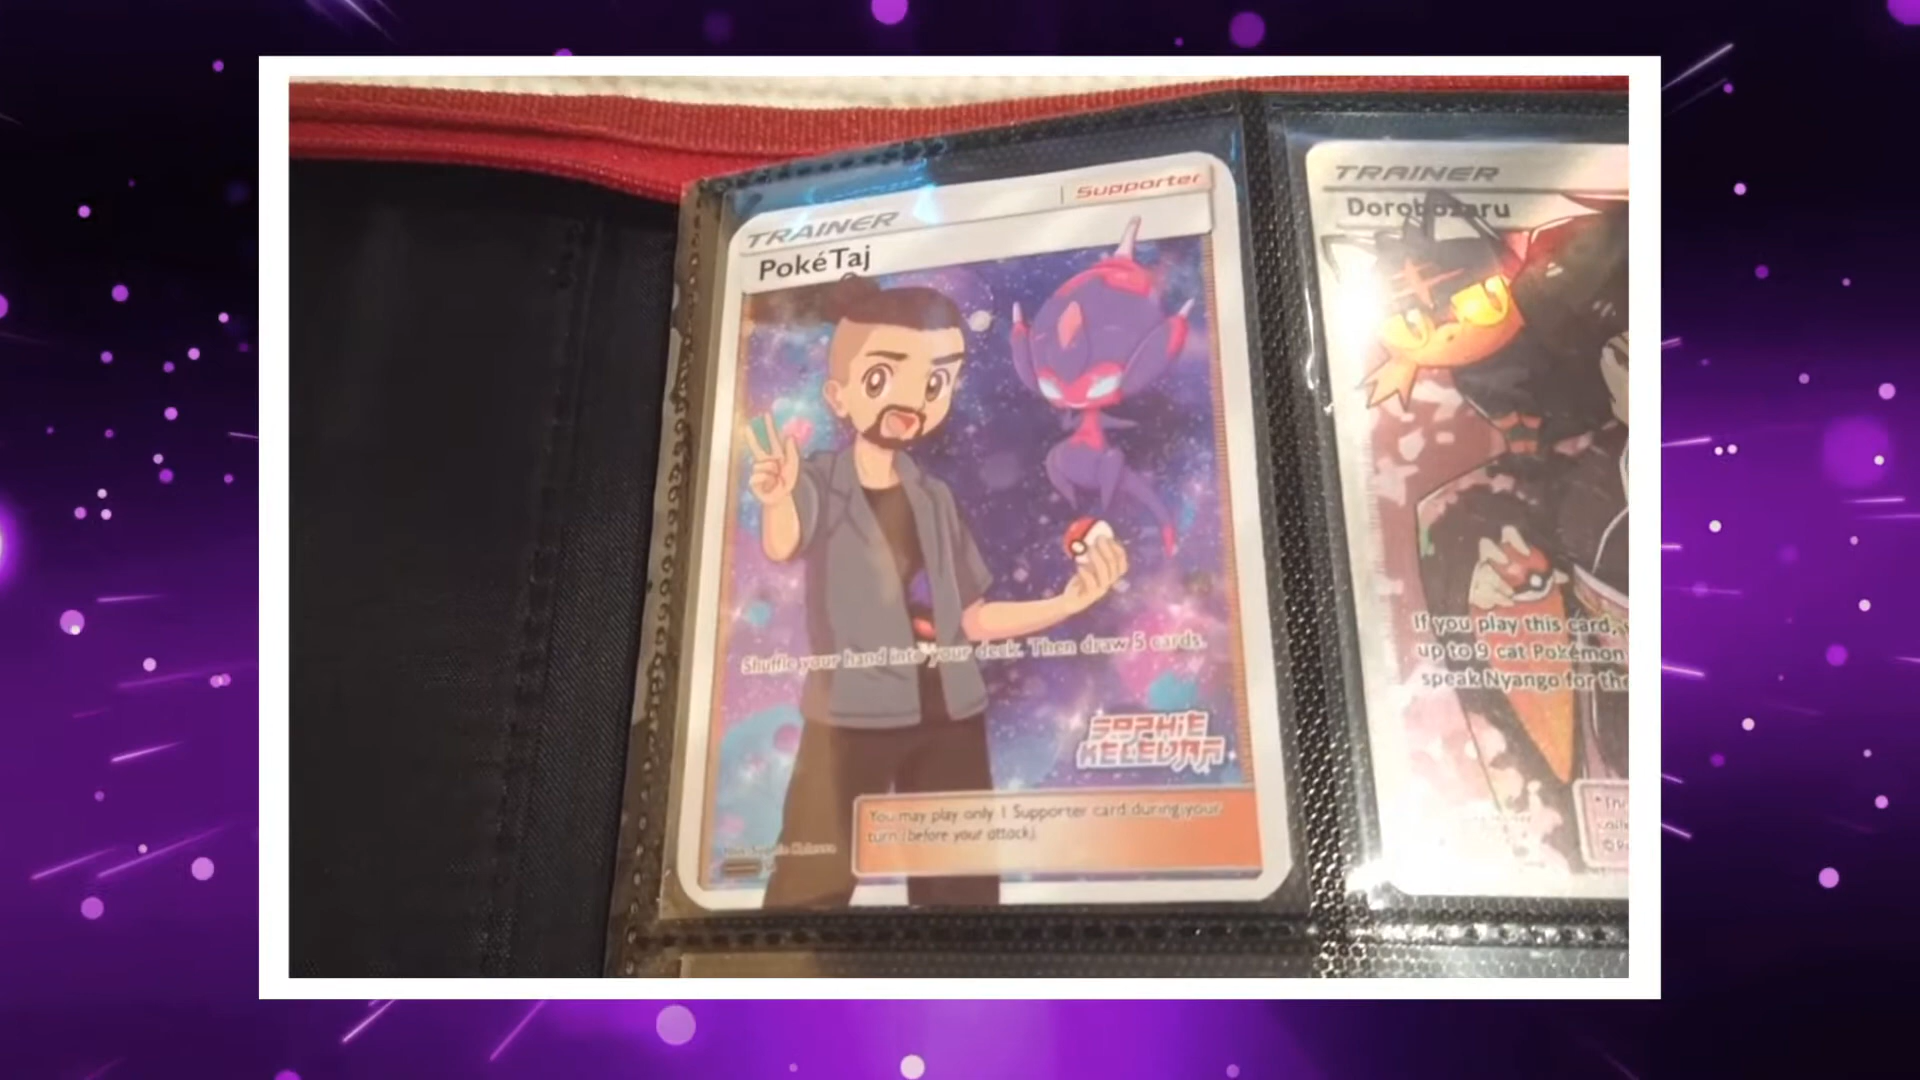 TRAINER
Supporter
PokéTaj
Shuffle your hand into your deck. Then draw 5 cards.
SOPHIE
KELEVRA
You may play only 1 Supporter card during your
turn (before your attack).
TRAINER
Dorobozaru
If you play this card,
up to 9 cat Pokémon
speak Nyango for the